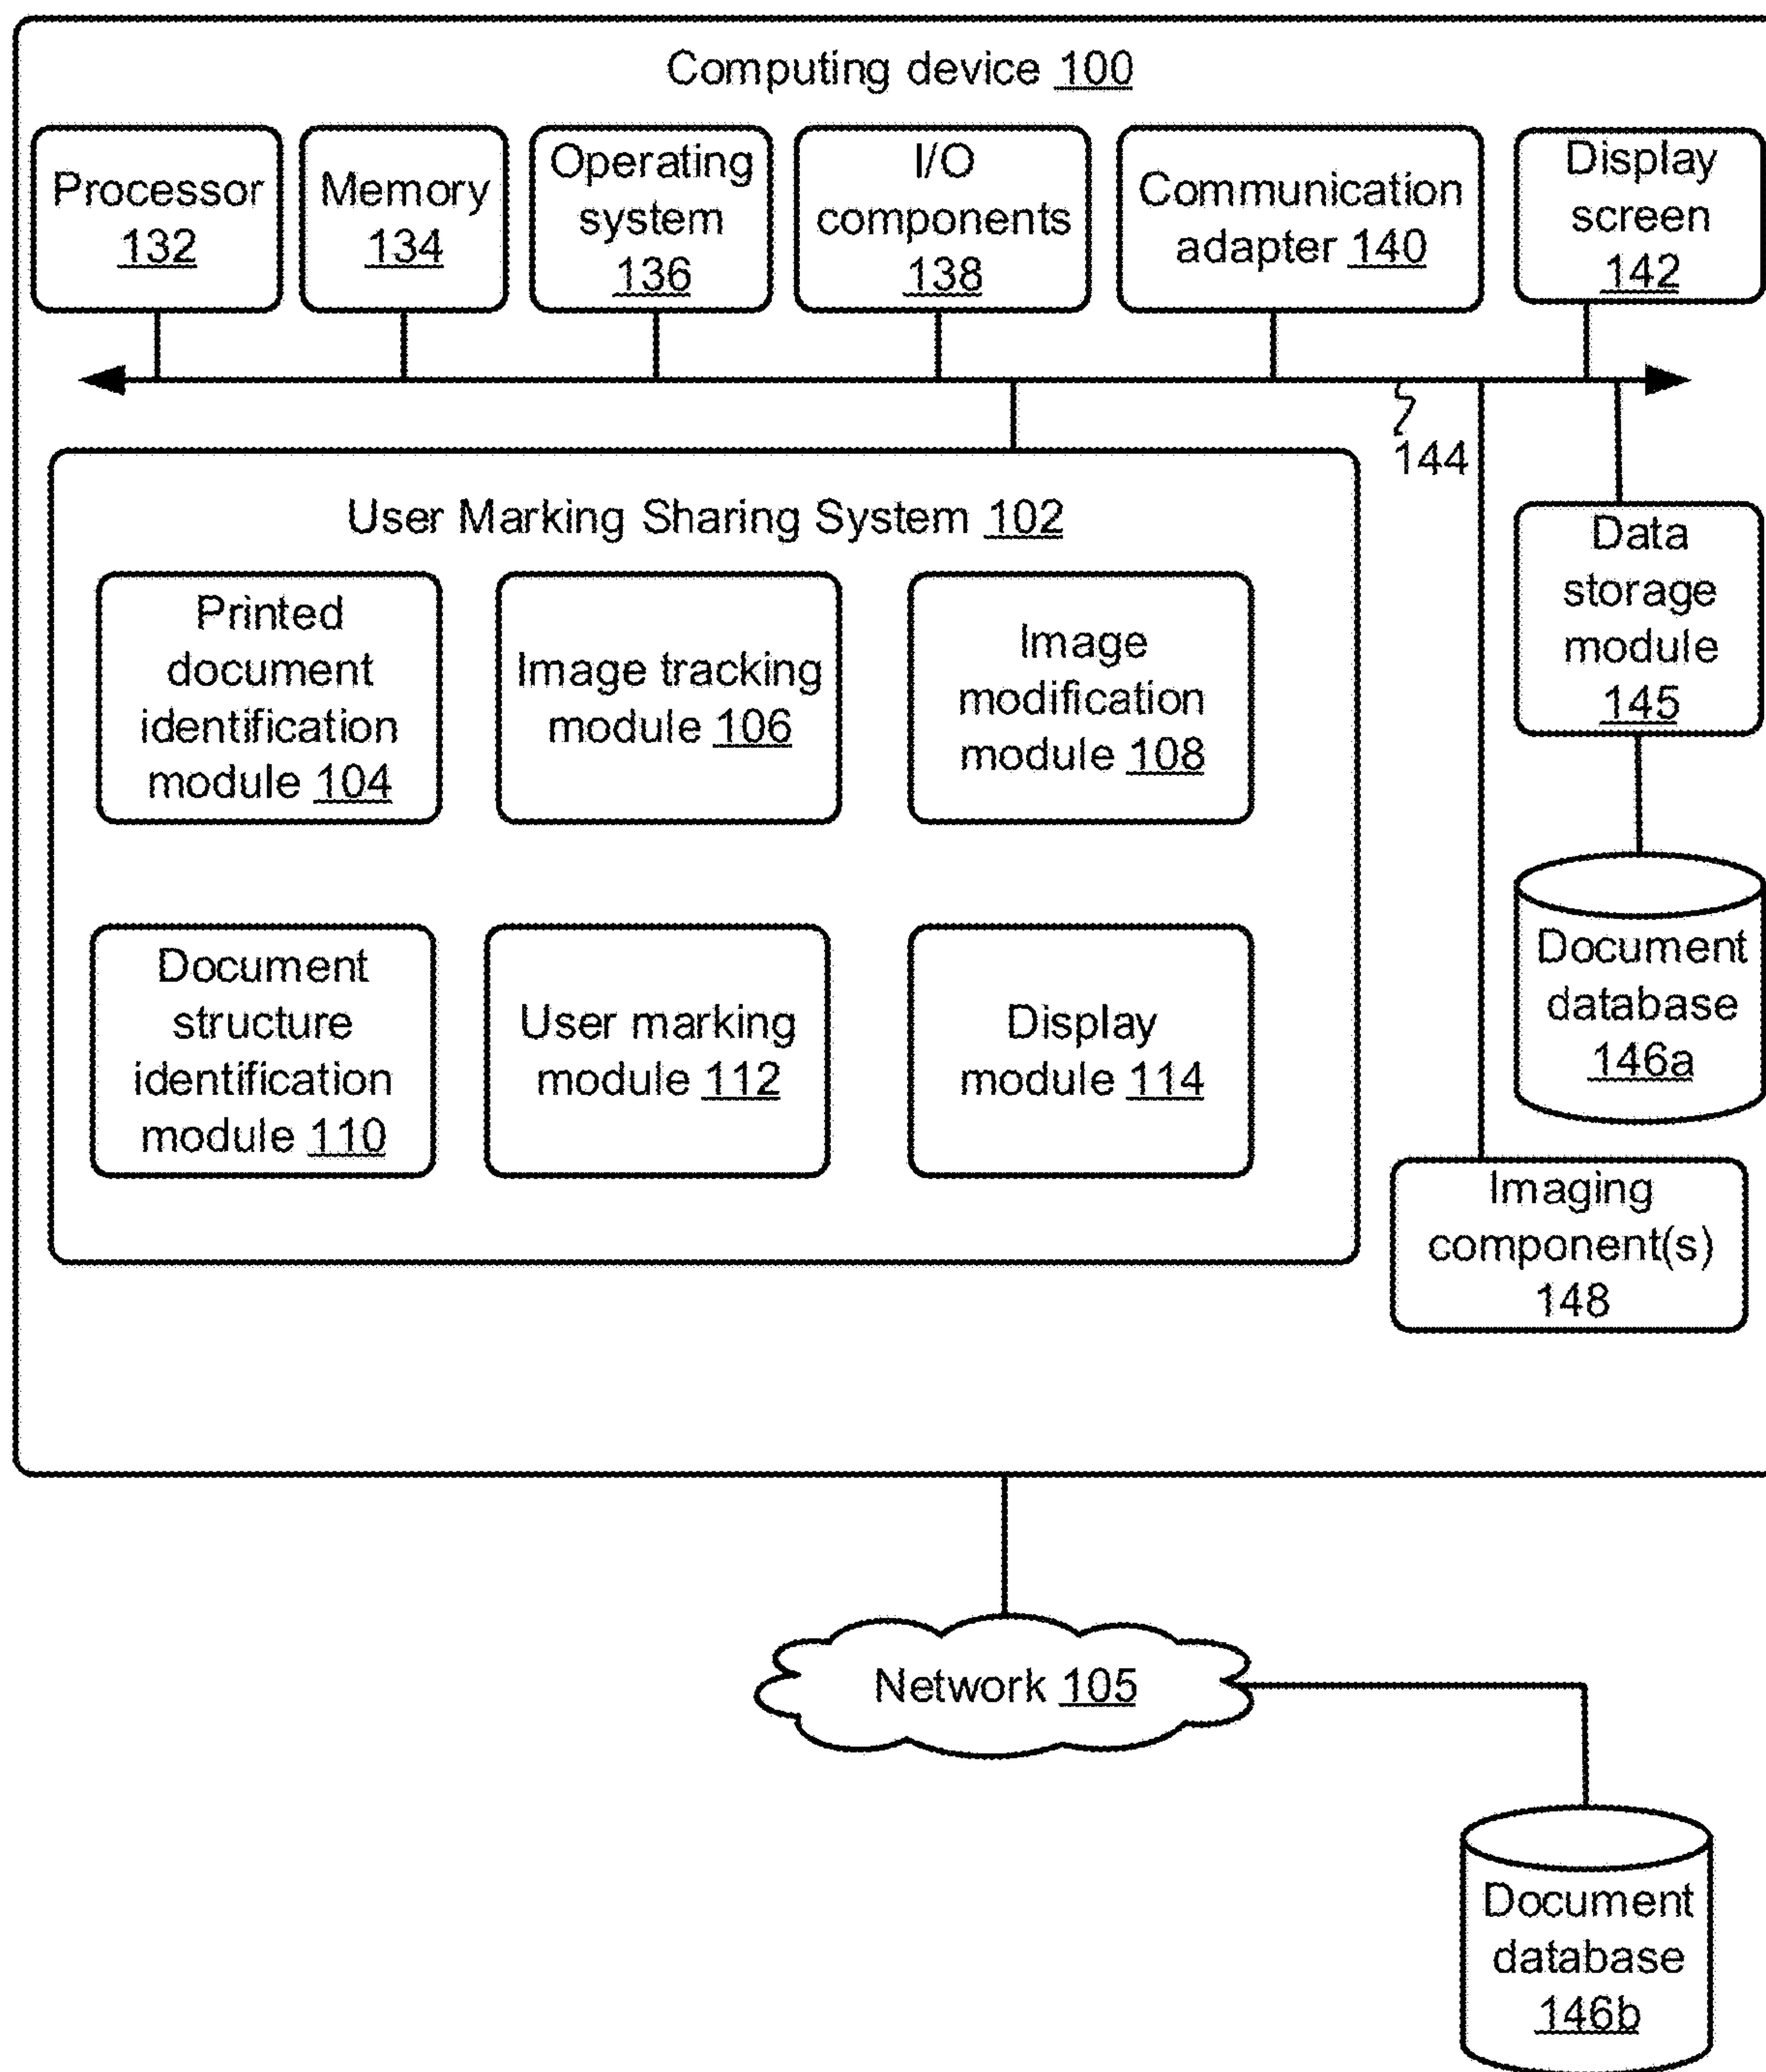 Computing device 100
Processor
132
Memory
134
Operating
system
136
I/O
components
138
Communication
adapter 140
Display
screen
142
144
User Marking Sharing System 102
Printed
document
identification
module 104
Image tracking
module 106
Image
modification
module 108
Document
structure
identification
module 110
User marking
module 112
Display
module 114
Data
storage
module
145
Document
database
146a
Imaging
component(s)
148
Network 105
Document
database
146b